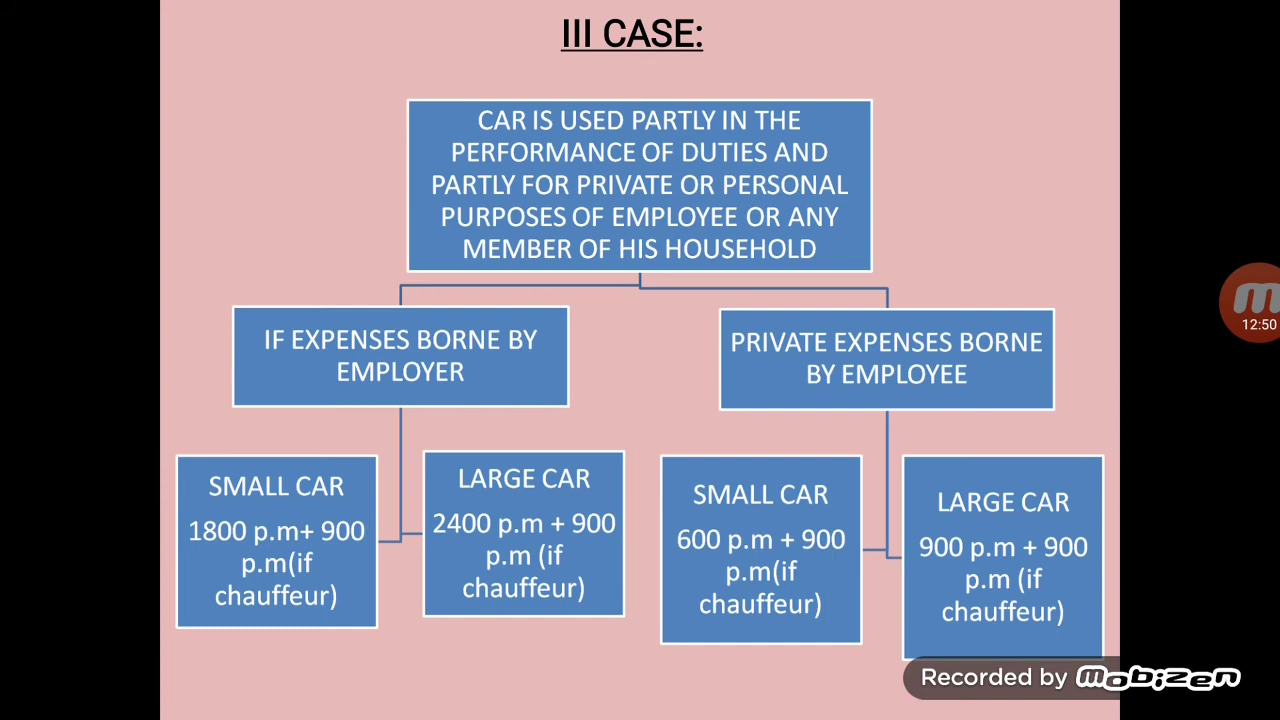 III CASE:
CAR IS USED PARTLY IN THE
PERFORMANCE OF DUTIES AND
PARTLY FOR PRIVATE OR PERSONAL
PURPOSES OF EMPLOYEE OR ANY
MEMBER OF HIS HOUSEHOLD
IF EXPENSES BORNE BY
EMPLOYER
PRIVATE EXPENSES BORNE
BY EMPLOYEE
SMALL CAR
1800 p.m+ 900
p.m(if
chauffeur)
LARGE CAR
2400 p.m + 900
p.m (if
chauffeur)
SMALL CAR
600 p.m + 900
p.m(if
chauffeur)
LARGE CAR
900 p.m + 900
p.m (if
chauffeur)
12:50
Recorded by mobizen